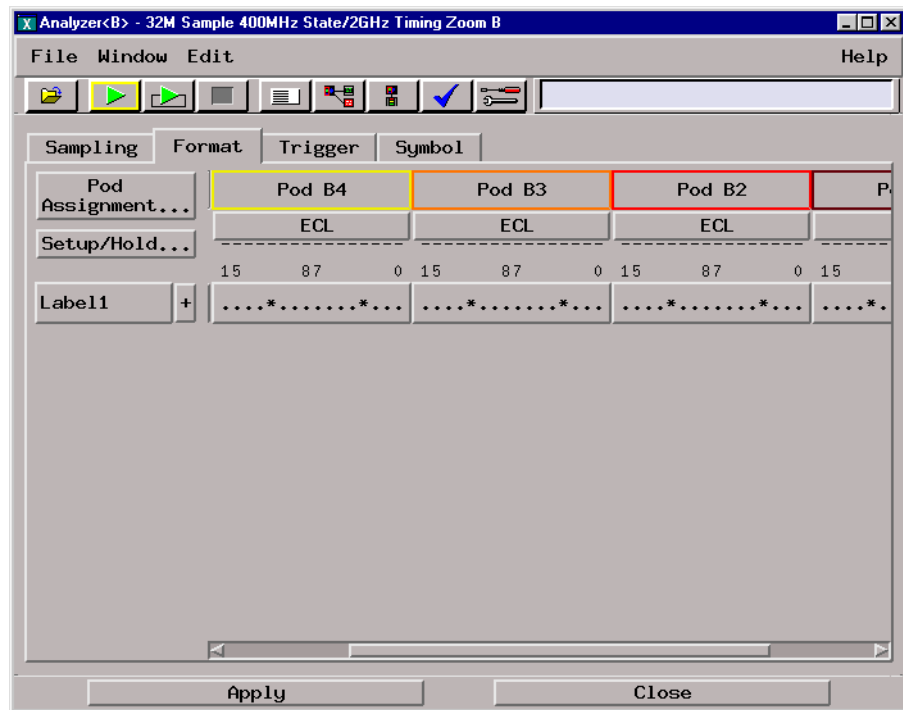 Analyzer<B> - 32M Sample 400MHz State/2GHz Timing Zoom B
File Window Edit Help
Sampling Format Trigger Symbol
Pod Assignment... Pod B4 Pod B3 Pod B2
ECL ECL ECL
Setup/Hold... -------------------- -------------------- --------------------
15 87 0 15 87 0 15 87 0 15
Label1 + ....*.......*... ....*.......*... ....*.......*... ....*.
Apply Close